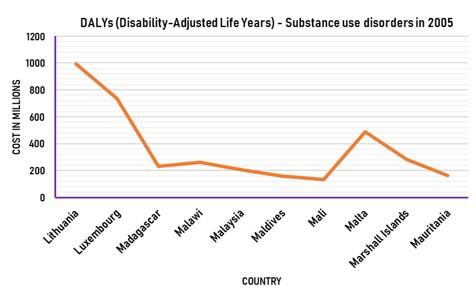 DALYs (Disability-Adjusted Life Years) - Substance use disorders in 2005
COST IN MILLIONS
1200
1000
800
600
400
200
0
Lithuania
Luxembourg
Madagascar
Malawi
Malaysia
Maldives
Mali
Malta
Marshall Islands
Mauritania
COUNTRY